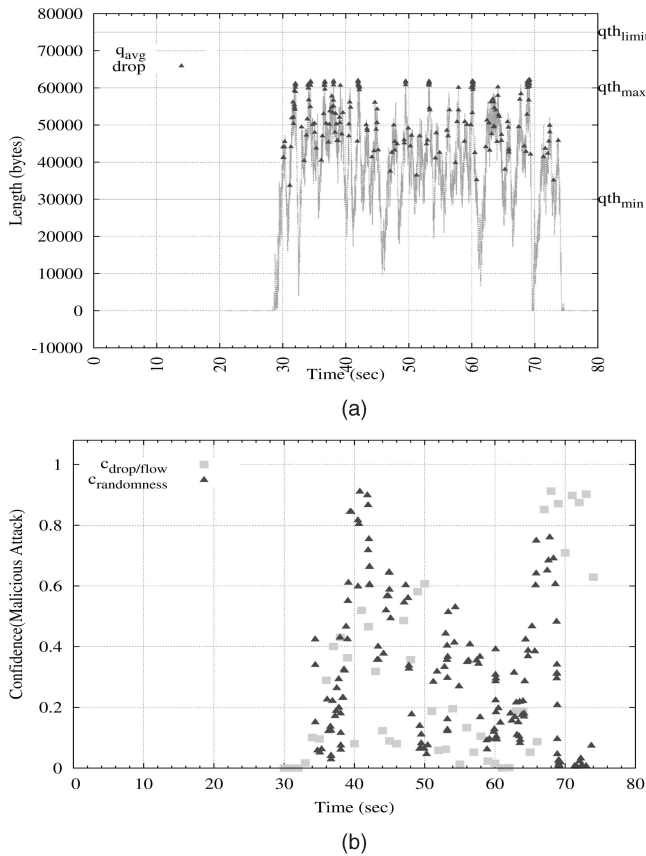 80000
70000
60000
50000
40000
30000
20000
10000
0
-10000
Length (bytes)
q_avg
drop
qth_limit
qth_max
qth_min
0
10
20
30
40
50
60
70
80
Time (sec)
(a)
1
0.8
0.6
0.4
0.2
0
Confidence(Malicious Attack)
c_drop/flow
c_randomness
0
10
20
30
40
50
60
70
80
Time (sec)
(b)